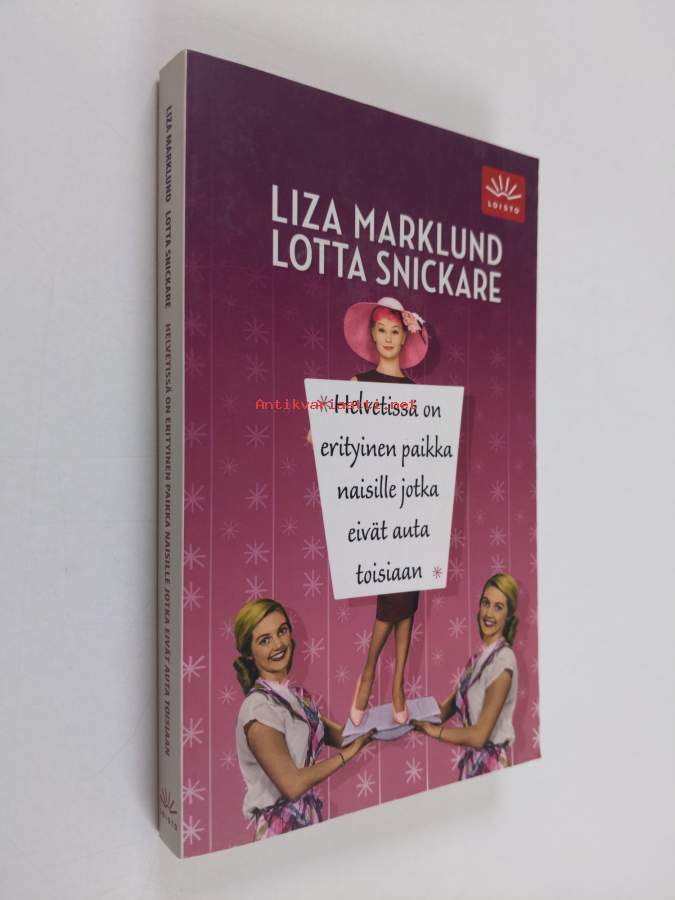 LIZA MARKLUND LOTTA SNICKARE HELVETISSÄ ON ERITYINEN PAIKKA NAISILLE JOTKA EIVÄT AUTA TOISIAAN
LOISTO
LOISTO
LIZA MARKLUND
LOTTA SNICKARE
Antikvariaatti.net
* Helvetissä on
erityinen paikka
naisille jotka
eivät auta
toisiaan *